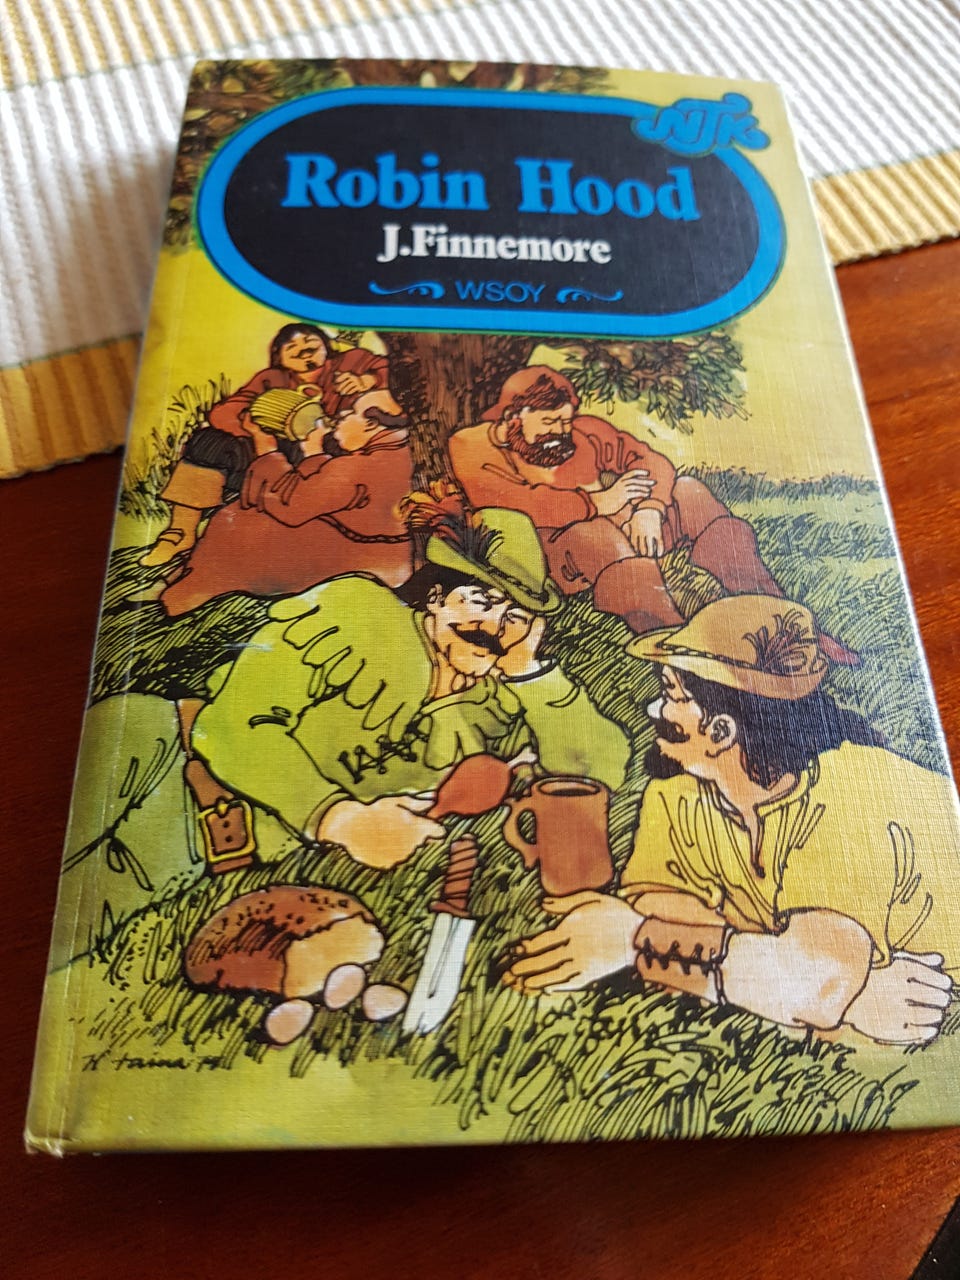 NTK
Robin Hood
J.Finnemore
WSOY